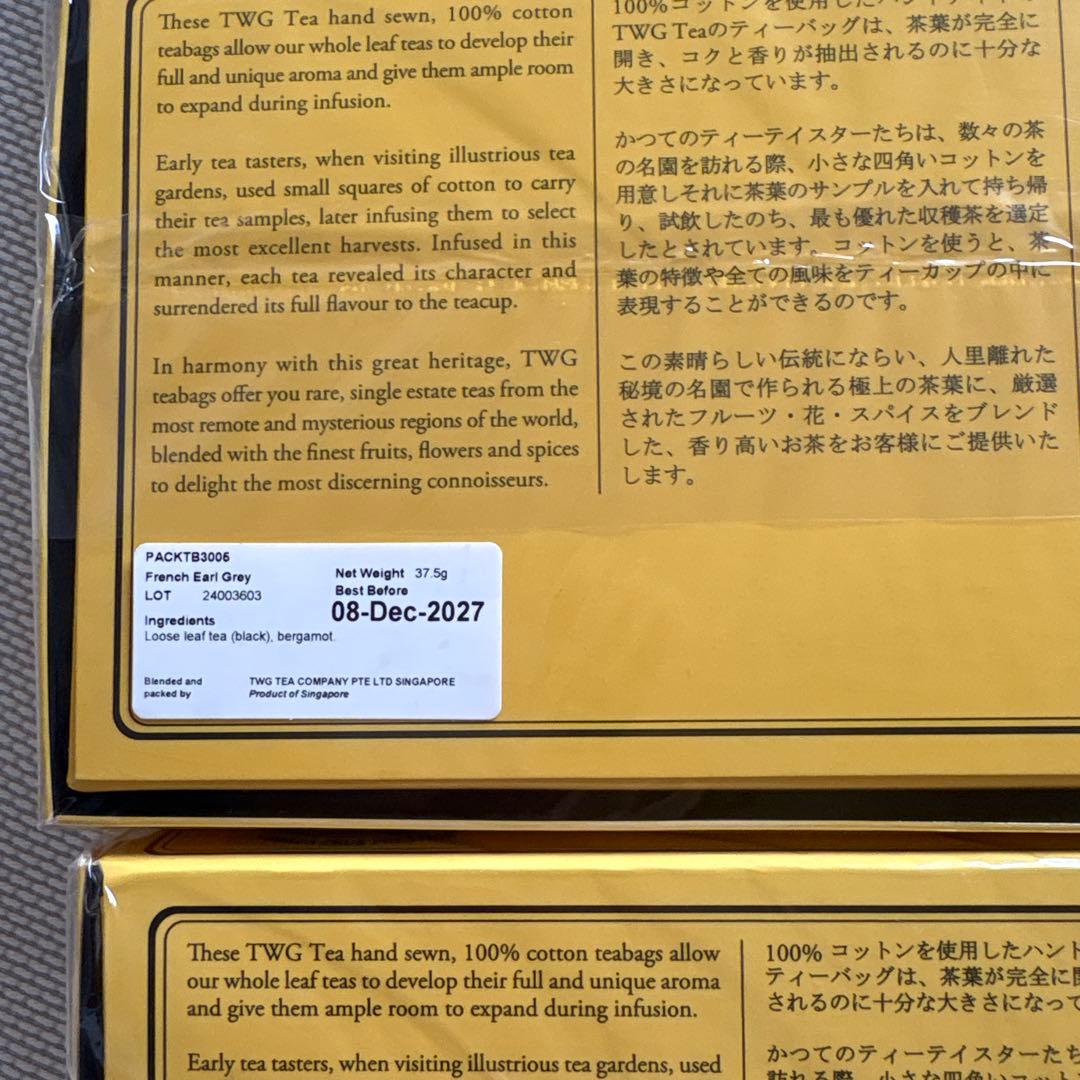 These TWG Tea hand sewn, 100% cotton
teabags allow our whole leaf teas to develop their
full and unique aroma and give them ample room
to expand during infusion.
Early tea tasters, when visiting illustrious tea
gardens, used small squares of cotton to carry
their tea samples, later infusing them to select
the most excellent harvests. Infused in this
manner, each tea revealed its character and
surrendered its full flavour to the teacup.
In harmony with this great heritage, TWG
teabags offer you rare, single estate teas from the
most remote and mysterious regions of the world,
blended with the finest fruits, flowers and spices
to delight the most discerning connoisseurs.
100%コットンを使用した
TWG Teaのティーバッグは、茶葉が完全に
開き、コクと香りが抽出されるのに十分な
大きさになっています。
かつてのティーテイスターたちは、数々の茶
の名園を訪れる際、小さな四角いコットンを
用意しそれに茶葉のサンプルを入れて持ち帰
り、試飲したのち、最も優れた収穫茶を選定
したとされています。コットンを使うと、茶
葉の特徴や全ての風味をティーカップの中に
表現することができるのです。
この素晴らしい伝統にならい、人里離れた
秘境の名園で作られる極上の茶葉に、厳選
されたフルーツ・花・スパイスをブレンド
した、香り高いお茶をお客様にご提供いた
します。
PACKTB3006
French Earl Grey
LOT 24003603
Net Weight 37.5g
Best Before
08-Dec-2027
Ingredients
Loose leaf tea (black), bergamot.
Blended and
packed by
TWG TEA COMPANY PTE LTD SINGAPORE
Product of Singapore
These TWG Tea hand sewn, 100% cotton teabags allow
our whole leaf teas to develop their full and unique aroma
and give them ample room to expand during infusion.
Early tea tasters, when visiting illustrious tea gardens, used
100% コットンを使用したハンド
ティーバッグは、茶葉が完全に
されるのに十分な大きさになって
かつてのティーテイスターたち